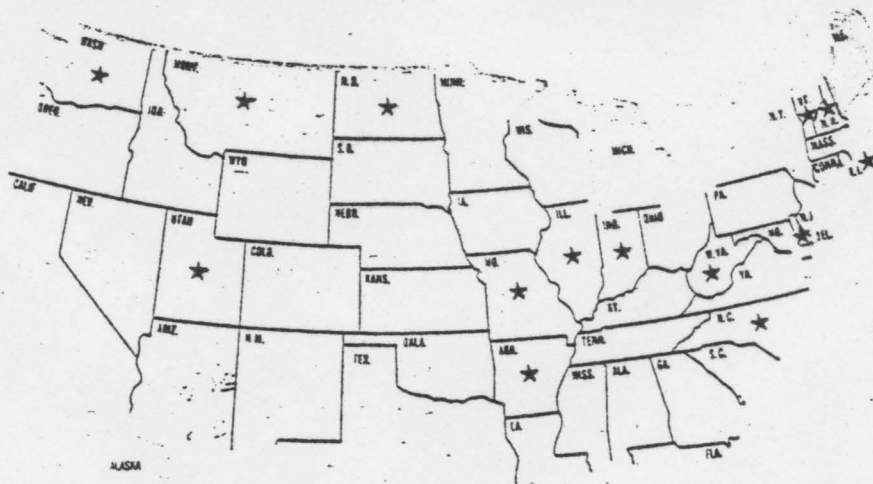 WASH
MONT.
N.D.
MINN.
OREG.
IDA.
WIS.
MICH.
N.Y.
VT.
N.H.
MASS.
CONN.
R.I.
WYO
S.D.
CALIF
NEV.
UTAH
NEBR.
IA.
ILL.
IND.
OHIO
PA.
N.J.
DEL.
COLO.
KANS.
MO.
KY.
W.VA.
VA.
N.C.
ARIZ.
N.M.
OKLA.
TEX.
ARK.
TENN.
MISS.
ALA.
GA.
S.C.
LA.
FLA.
ALASKA